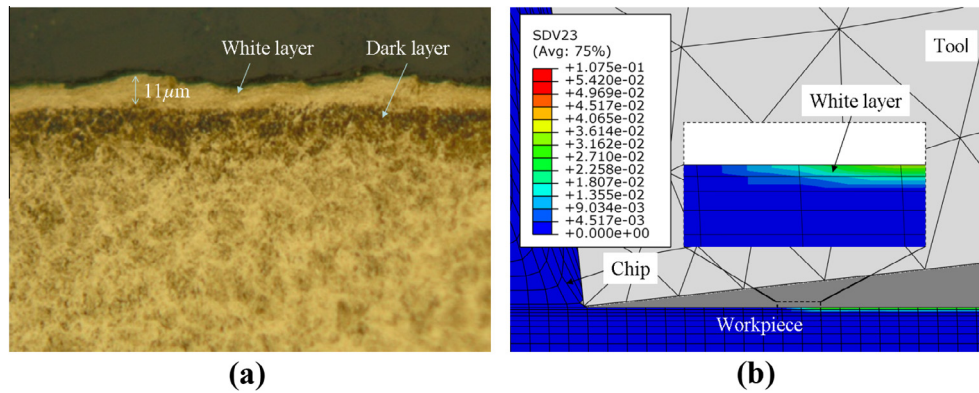 White layer
Dark layer
11μm
(a)
SDV23
(Avg: 75%)
+1.075e-01
+5.420e-02
+4.969e-02
+4.517e-02
+4.065e-02
+3.614e-02
+3.162e-02
+2.710e-02
+2.258e-02
+1.807e-02
+1.355e-02
+9.034e-03
+4.517e-03
+0.000e+00
Tool
White layer
Chip
Workpiece
(b)